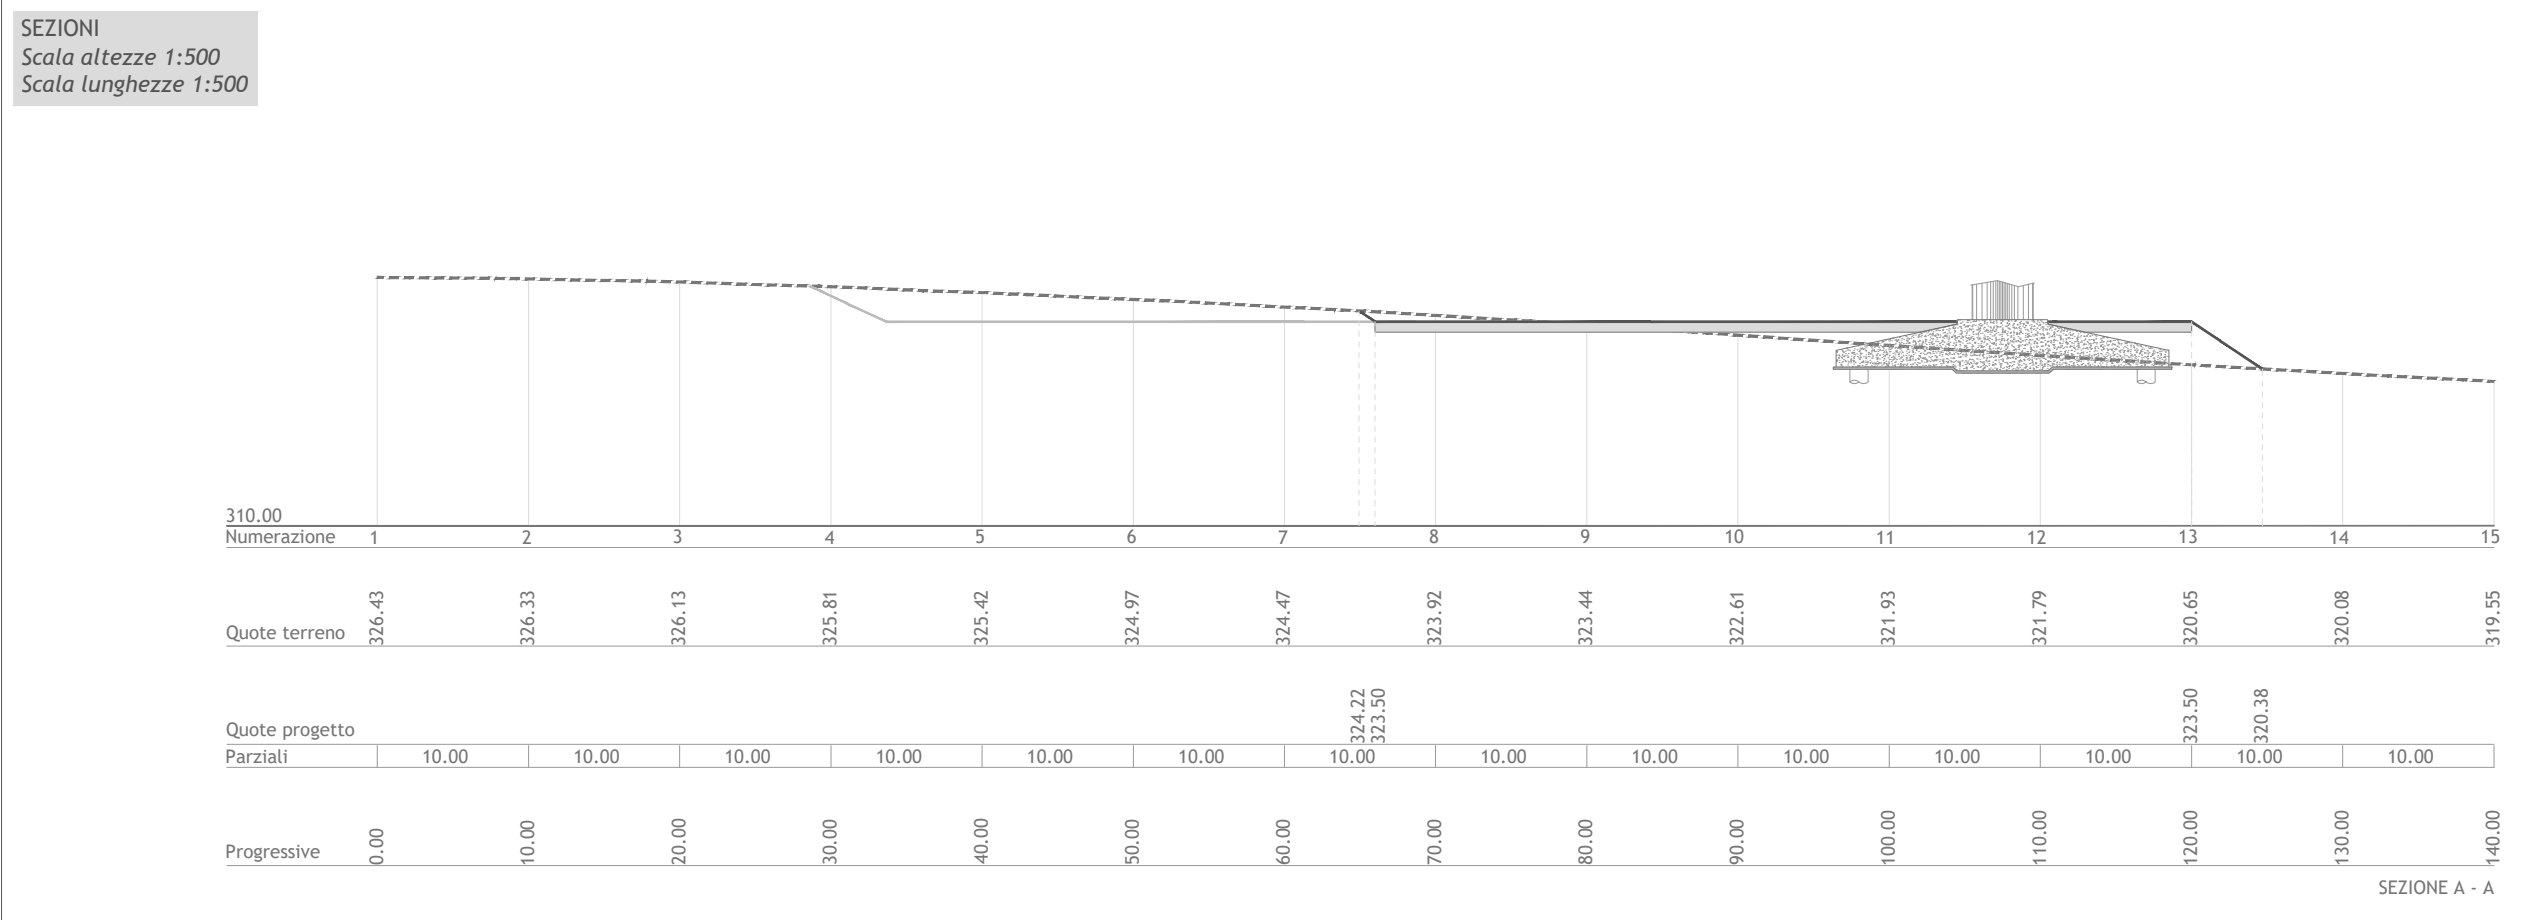 SEZIONI
Scala altezze 1:500
Scala lunghezze 1:500
310.00
Numerazione 1 2 3 4 5 6 7 8 9 10 11 12 13 14 15
Quote terreno 326.43 326.33 326.13 325.81 325.42 324.97 324.47 323.92 323.44 322.61 321.93 321.79 320.65 320.08 319.55
Quote progetto 324.22 323.50 323.50 320.38
Parziali 10.00 10.00 10.00 10.00 10.00 10.00 10.00 10.00 10.00 10.00 10.00 10.00 10.00 10.00
Progressive 0.00 10.00 20.00 30.00 40.00 50.00 60.00 70.00 80.00 90.00 100.00 110.00 120.00 130.00 140.00
SEZIONE A - A